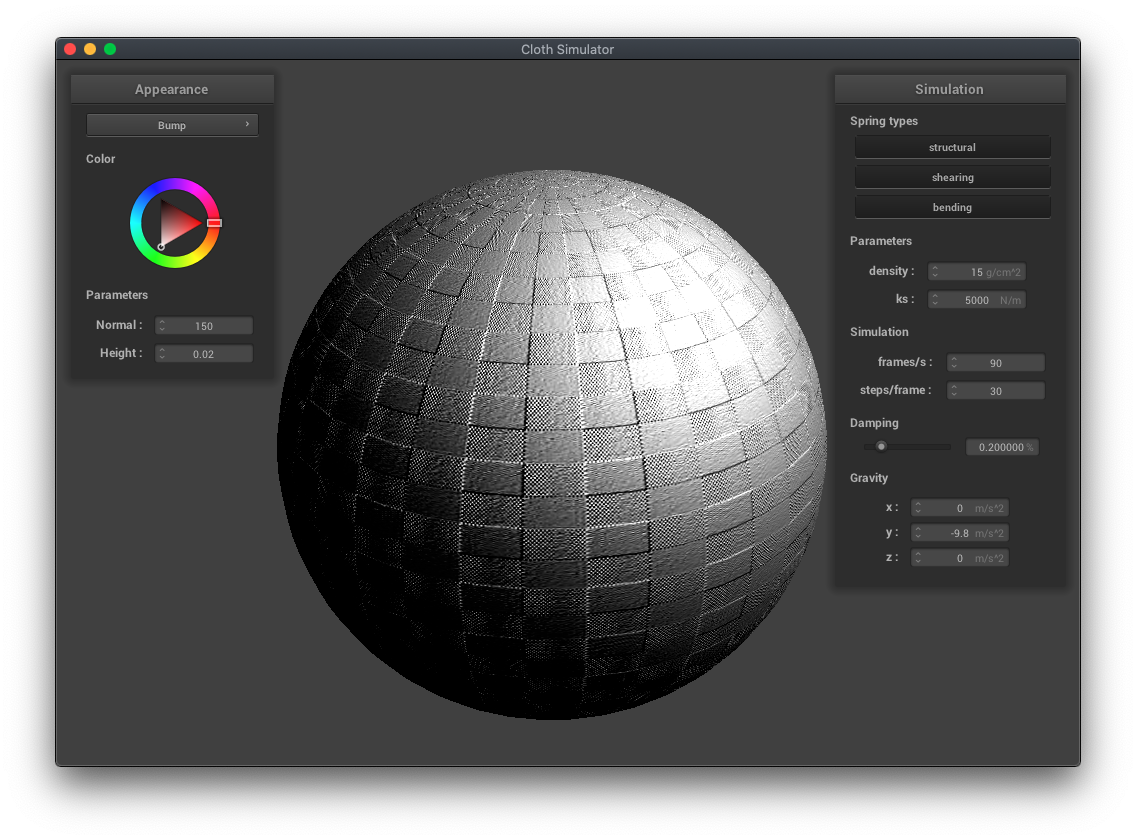 Cloth Simulator
Appearance
Bump
Color
Parameters
Normal : 150
Height : 0.02
Simulation
Spring types
structural
shearing
bending
Parameters
density : 15 g/cm^2
ks : 5000 N/m
Simulation
frames/s : 90
steps/frame : 30
Damping
0.200000 %
Gravity
x : 0 m/s^2
y : -9.8 m/s^2
z : 0 m/s^2